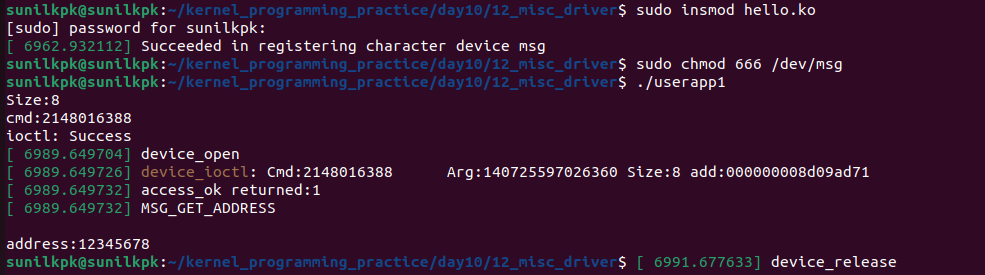 sunilkpk@sunilkpk:~/kernel_programming_practice/day10/12_misc_driver$ sudo insmod hello.ko
[sudo] password for sunilkpk:
[ 6962.932112] Succeeded in registering character device msg
sunilkpk@sunilkpk:~/kernel_programming_practice/day10/12_misc_driver$ sudo chmod 666 /dev/msg
sunilkpk@sunilkpk:~/kernel_programming_practice/day10/12_misc_driver$ ./userapp1
Size:8
cmd:2148016388
ioctl: Success
[ 6989.649704] device_open
[ 6989.649726] device_ioctl: Cmd:2148016388 Arg:140725597026360 Size:8 add:000000008d09ad71
[ 6989.649732] access_ok returned:1
[ 6989.649732] MSG_GET_ADDRESS
address:12345678
sunilkpk@sunilkpk:~/kernel_programming_practice/day10/12_misc_driver$ [ 6991.677633] device_release